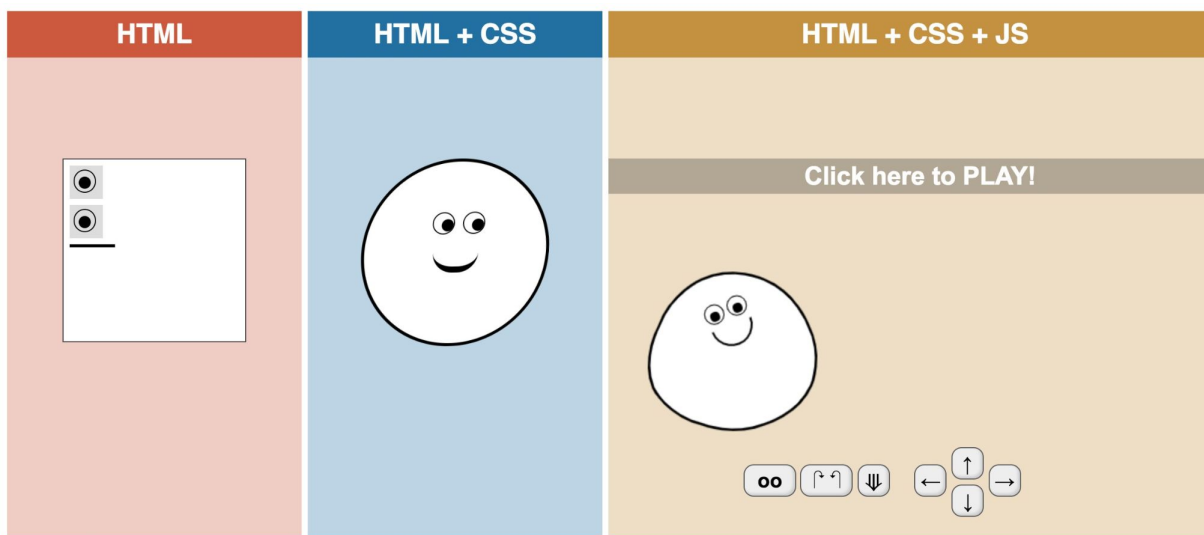 HTML
HTML + CSS
HTML + CSS + JS
Click here to PLAY!
oo
↑
← →
↓